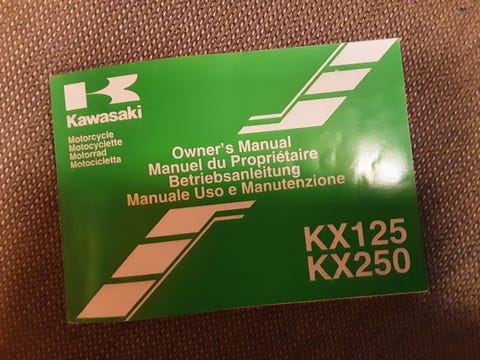 Kawasaki
Motorcycle
Motocyclette
Motorrad
Motocicletta
Owner's Manual
Manuel du Propriétaire
Betriebsanleitung
Manuale Uso e Manutenzione
KX125
KX250